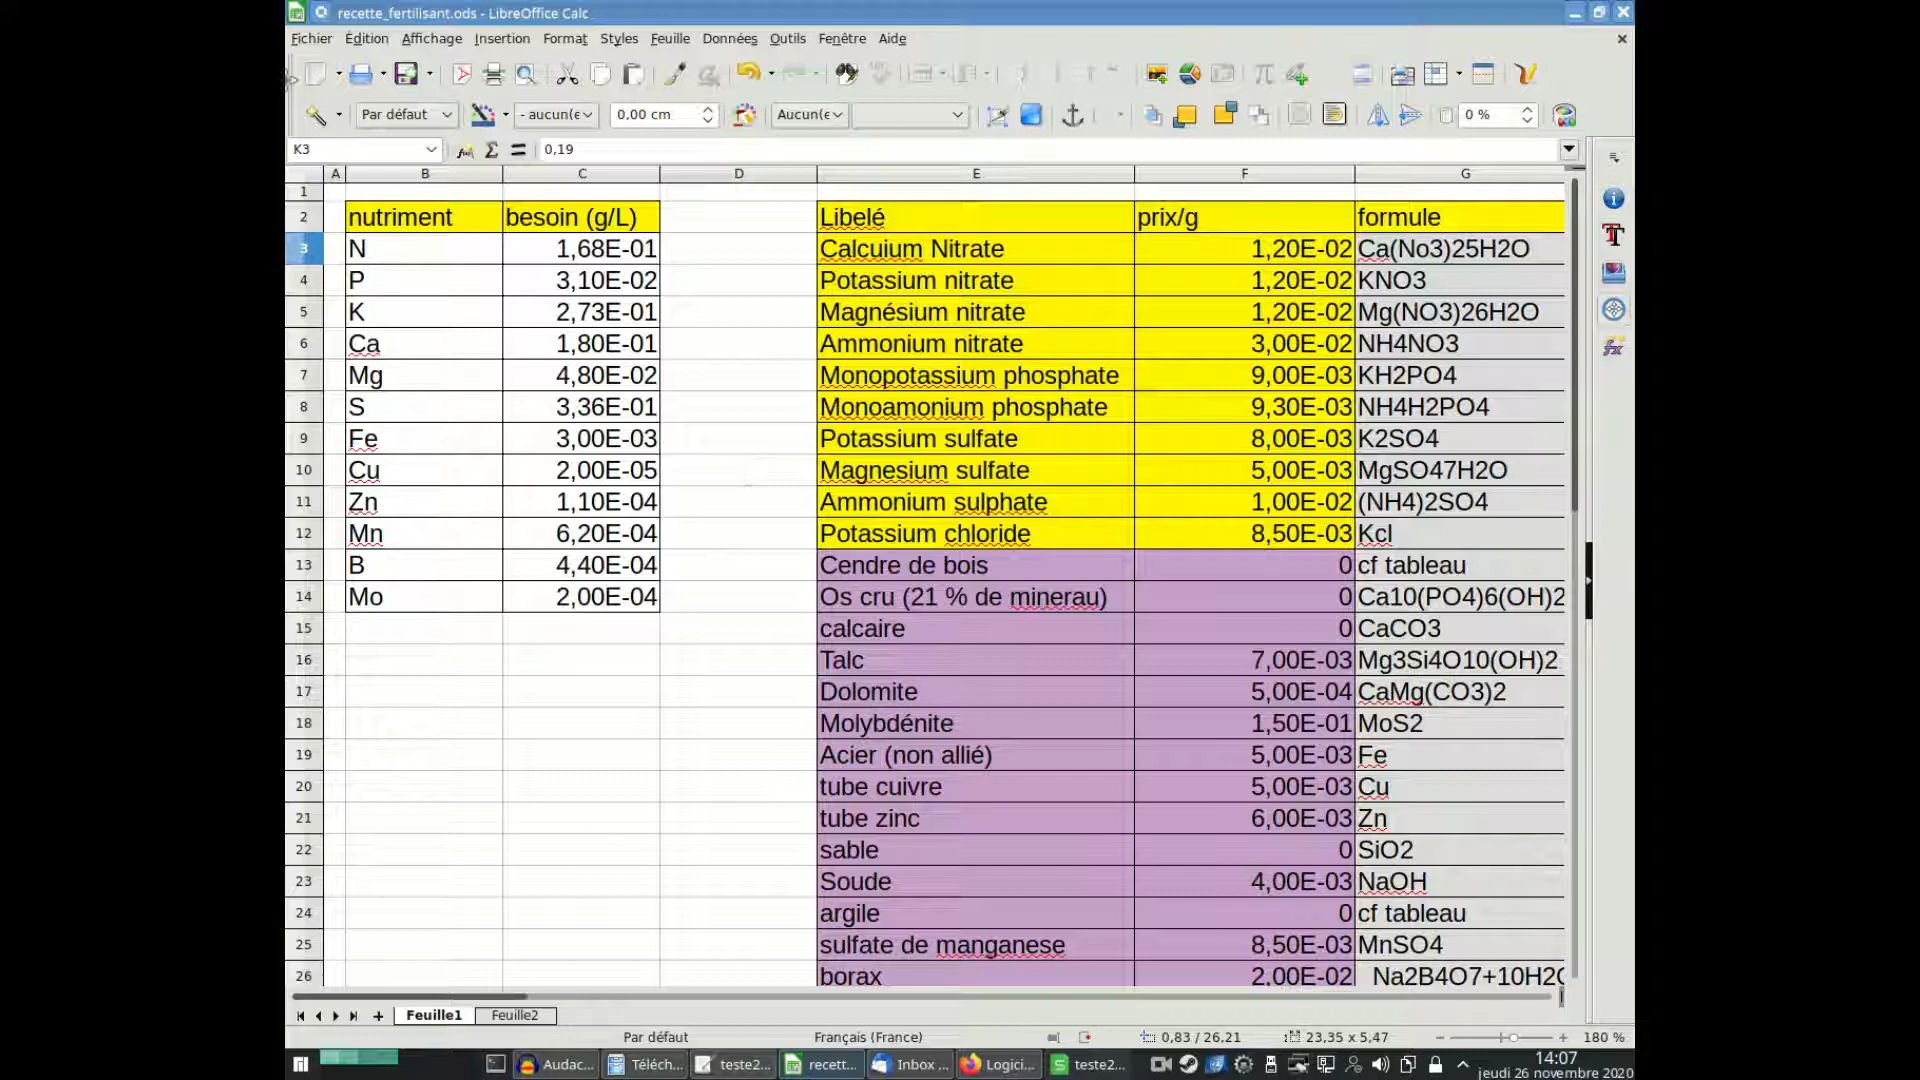 recette_fertilisant.ods - LibreOffice Calc
Fichier Édition Affichage Insertion Format Styles Feuille Données Outils Fenêtre Aide
Par défaut - aucun(e 0,00 cm Aucun(e 0 %
K3 0,19
A B C D E F G
1
2 nutriment besoin (g/L) Libelé prix/g formule
3 N 1,68E-01 Calcuium Nitrate 1,20E-02 Ca(No3)25H2O
4 P 3,10E-02 Potassium nitrate 1,20E-02 KNO3
5 K 2,73E-01 Magnésium nitrate 1,20E-02 Mg(NO3)26H2O
6 Ca 1,80E-01 Ammonium nitrate 3,00E-02 NH4NO3
7 Mg 4,80E-02 Monopotassium phosphate 9,00E-03 KH2PO4
8 S 3,36E-01 Monoamonium phosphate 9,30E-03 NH4H2PO4
9 Fe 3,00E-03 Potassium sulfate 8,00E-03 K2SO4
10 Cu 2,00E-05 Magnesium sulfate 5,00E-03 MgSO47H2O
11 Zn 1,10E-04 Ammonium sulphate 1,00E-02 (NH4)2SO4
12 Mn 6,20E-04 Potassium chloride 8,50E-03 Kcl
13 B 4,40E-04 Cendre de bois 0 cf tableau
14 Mo 2,00E-04 Os cru (21 % de minerau) 0 Ca10(PO4)6(OH)2
15 calcaire 0 CaCO3
16 Talc 7,00E-03 Mg3Si4O10(OH)2
17 Dolomite 5,00E-04 CaMg(CO3)2
18 Molybdénite 1,50E-01 MoS2
19 Acier (non allié) 5,00E-03 Fe
20 tube cuivre 5,00E-03 Cu
21 tube zinc 6,00E-03 Zn
22 sable 0 SiO2
23 Soude 4,00E-03 NaOH
24 argile 0 cf tableau
25 sulfate de manganese 8,50E-03 MnSO4
26 borax 2,00E-02 Na2B4O7+10H2O
Feuille1 Feuille2
Par défaut Français (France) 0,83 / 26,21 23,35 x 5,47 180 %
Audac... Téléch... teste2... recett... Inbox ... Logici... teste2... 14:07
jeudi 26 novembre 2020